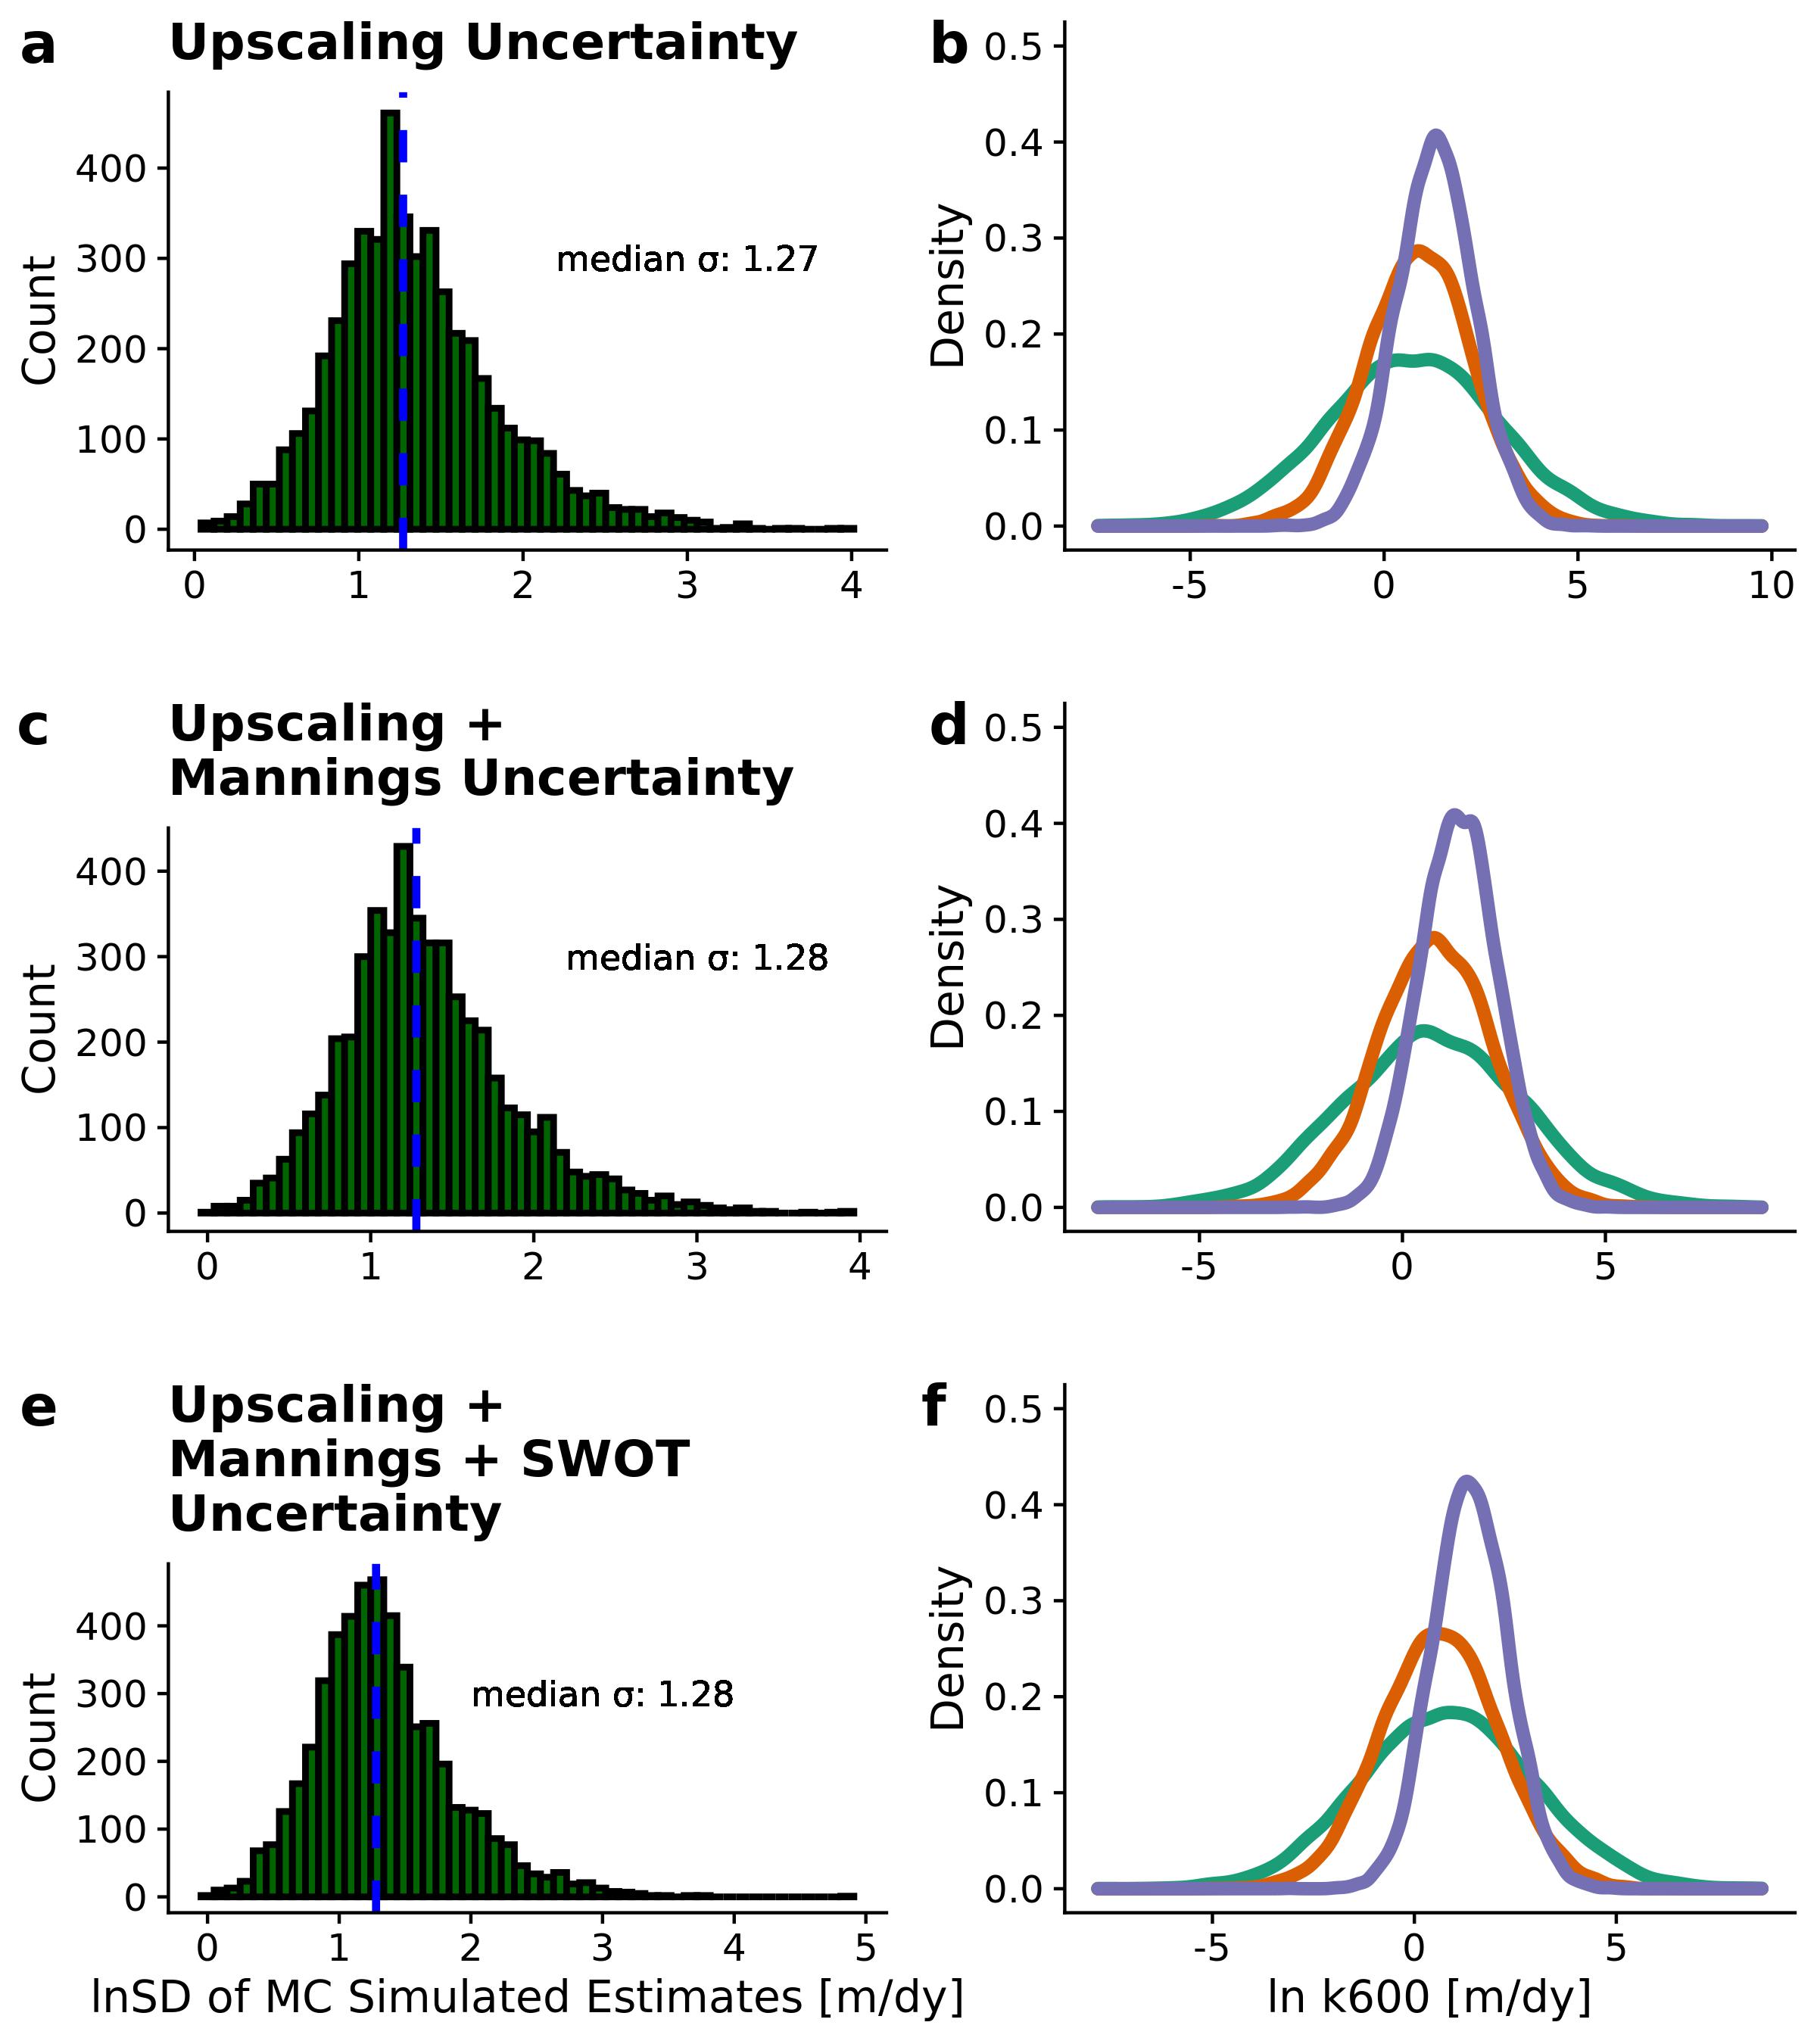 a
Upscaling Uncertainty
Count
400
300
200
100
0
median σ: 1.27
0 1 2 3 4
b
Density
0.5
0.4
0.3
0.2
0.1
0.0
-5 0 5 10
c
Upscaling +
Mannings Uncertainty
Count
400
300
200
100
0
median σ: 1.28
0 1 2 3 4
d
Density
0.5
0.4
0.3
0.2
0.1
0.0
-5 0 5
e
Upscaling +
Mannings + SWOT
Uncertainty
Count
400
300
200
100
0
median σ: 1.28
0 1 2 3 4 5
lnSD of MC Simulated Estimates [m/dy]
f
Density
0.5
0.4
0.3
0.2
0.1
0.0
-5 0 5
ln k600 [m/dy]